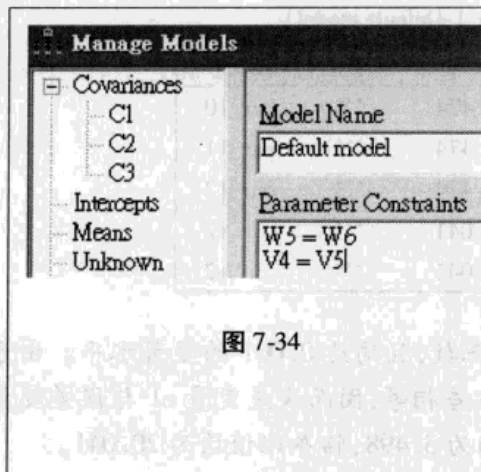 Manage Models
Covariances
C1
C2
C3
Intercepts
Means
Unknown
Model Name
Default model
Parameter Constraints
W5 = W6
V4 = V5
图 7-34